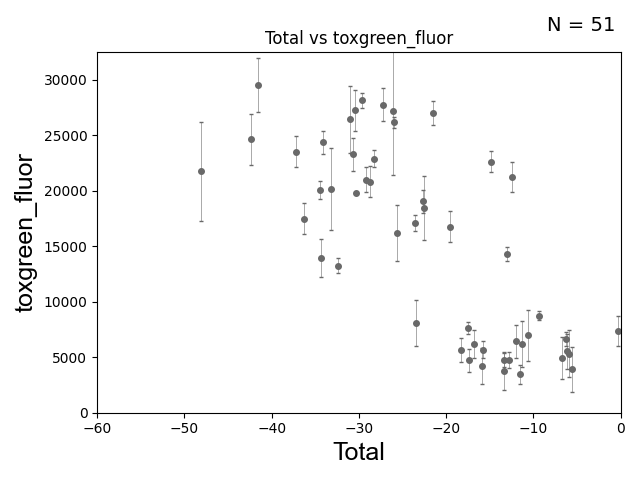 N = 51
Total vs toxgreen_fluor
30000
25000
20000
15000
10000
5000
0
toxgreen_fluor
−60 −50 −40 −30 −20 −10 0
Total